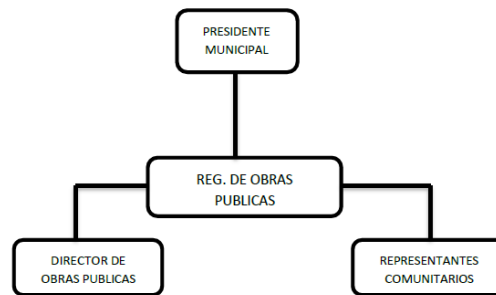 PRESIDENTE
MUNICIPAL
REG. DE OBRAS
PUBLICAS
DIRECTOR DE
OBRAS PUBLICAS
REPRESENTANTES
COMUNITARIOS